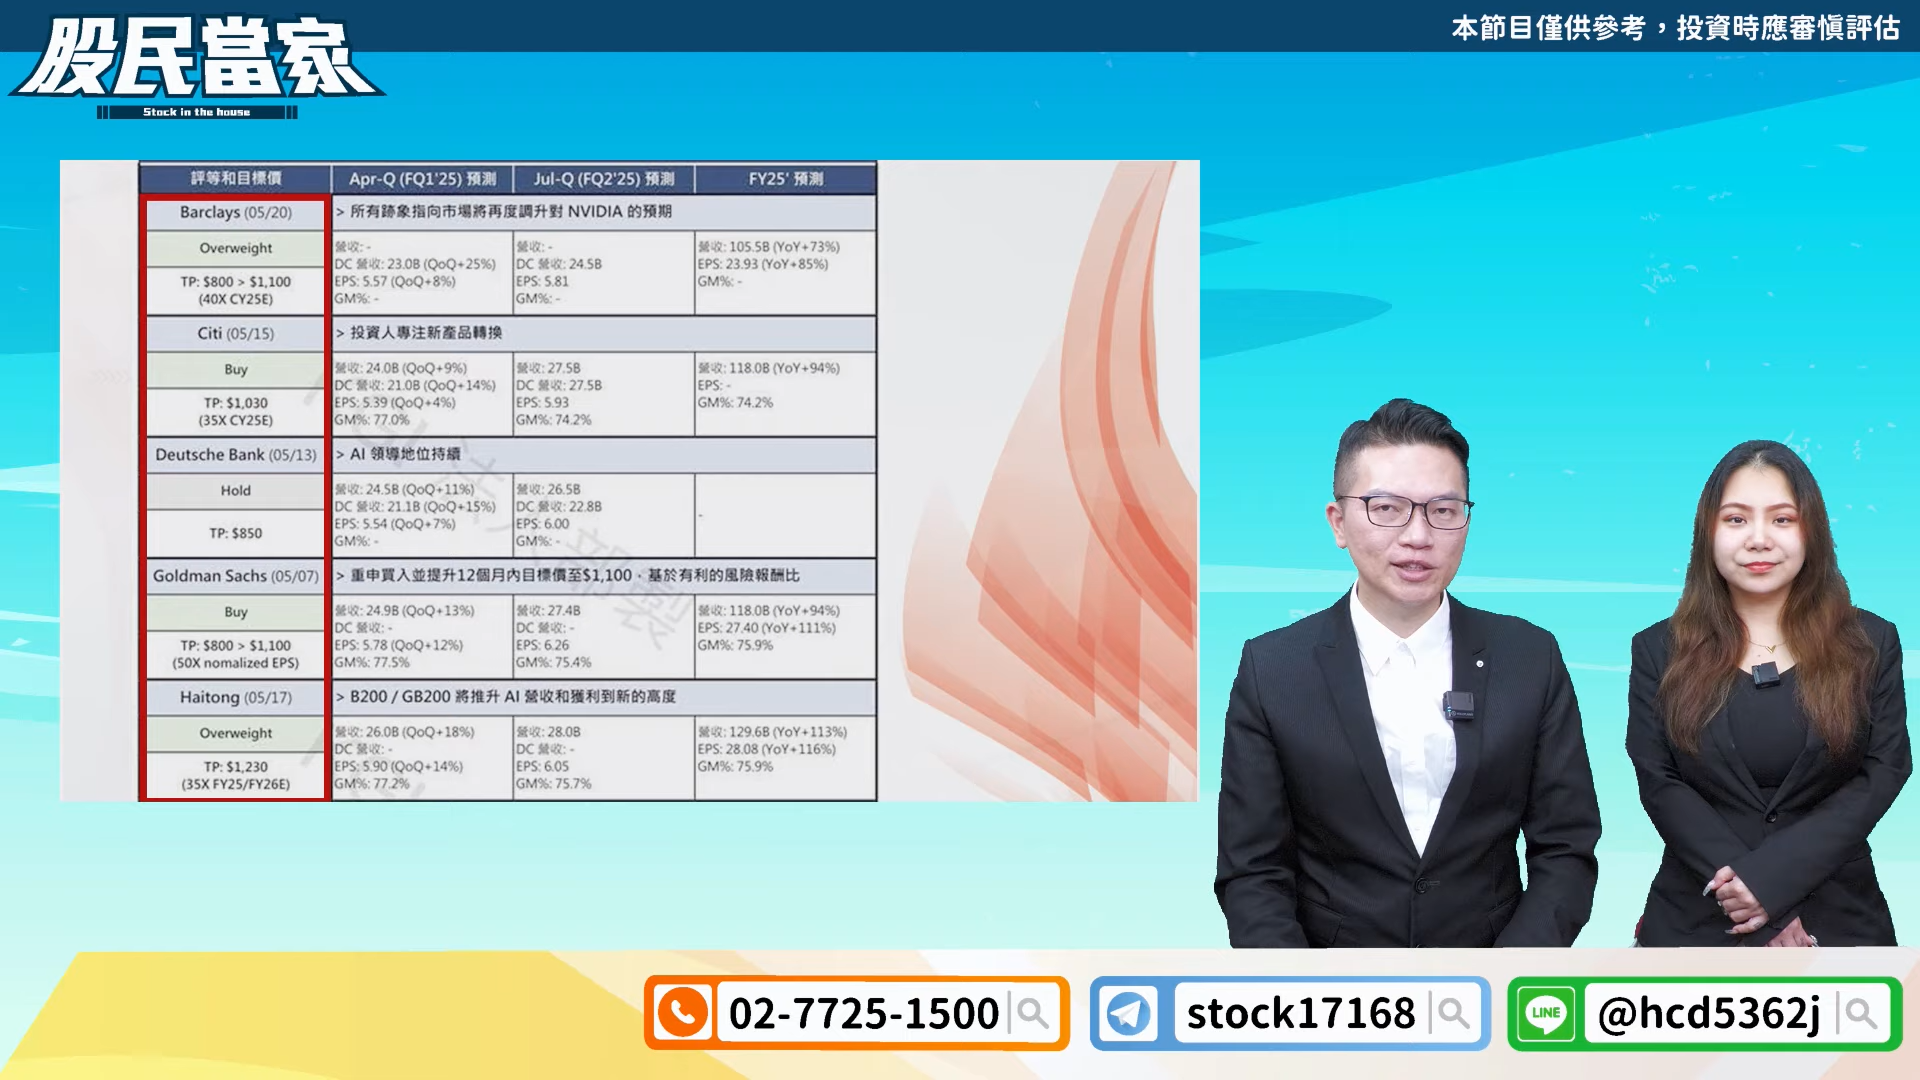 股民當家
Stock in the house
本節目僅供參考，投資時應審慎評估
評等和目標價 Apr-Q (FQ1'25) 預測 Jul-Q (FQ2'25) 預測 FY25' 預測
Barclays (05/20) > 所有跡象指向市場將再度調升對 NVIDIA 的預期
Overweight
TP: $800 > $1,100
(40X CY25E)
營收: -
DC 營收: 23.0B (QoQ+25%)
EPS: 5.57 (QoQ+8%)
GM%: -
營收: -
DC 營收: 24.5B
EPS: 5.81
GM%: -
營收: 105.5B (YoY+73%)
EPS: 23.93 (YoY+85%)
GM%: -
Citi (05/15) > 投資人專注新產品轉換
Buy
TP: $1,030
(35X CY25E)
營收: 24.0B (QoQ+9%)
DC 營收: 21.0B (QoQ+14%)
EPS: 5.39 (QoQ+4%)
GM%: 77.0%
營收: 27.5B
DC 營收: 27.5B
EPS: 5.93
GM%: 74.2%
營收: 118.0B (YoY+94%)
EPS: -
GM%: 74.2%
Deutsche Bank (05/13) > AI 領導地位持續
Hold
TP: $850
營收: 24.5B (QoQ+11%)
DC 營收: 21.1B (QoQ+15%)
EPS: 5.54 (QoQ+7%)
GM%: -
營收: 26.5B
DC 營收: 22.8B
EPS: 6.00
GM%: -
-
Goldman Sachs (05/07) > 重申買入並提升12個月內目標價至$1,100，基於有利的風險報酬比
Buy
TP: $800 > $1,100
(50X nomalized EPS)
營收: 24.9B (QoQ+13%)
DC 營收: -
EPS: 5.78 (QoQ+12%)
GM%: 77.5%
營收: 27.4B
DC 營收: -
EPS: 6.26
GM%: 75.4%
營收: 118.0B (YoY+94%)
EPS: 27.40 (YoY+111%)
GM%: 75.9%
Haitong (05/17) > B200 / GB200 將推升 AI 營收和獲利到新的高度
Overweight
TP: $1,230
(35X FY25/FY26E)
營收: 26.0B (QoQ+18%)
DC 營收: -
EPS: 5.90 (QoQ+14%)
GM%: 77.2%
營收: 28.0B
DC 營收: -
EPS: 6.05
GM%: 75.7%
營收: 129.6B (YoY+113%)
EPS: 28.08 (YoY+116%)
GM%: 75.9%
02-7725-1500
stock17168
LINE
@hcd5362j